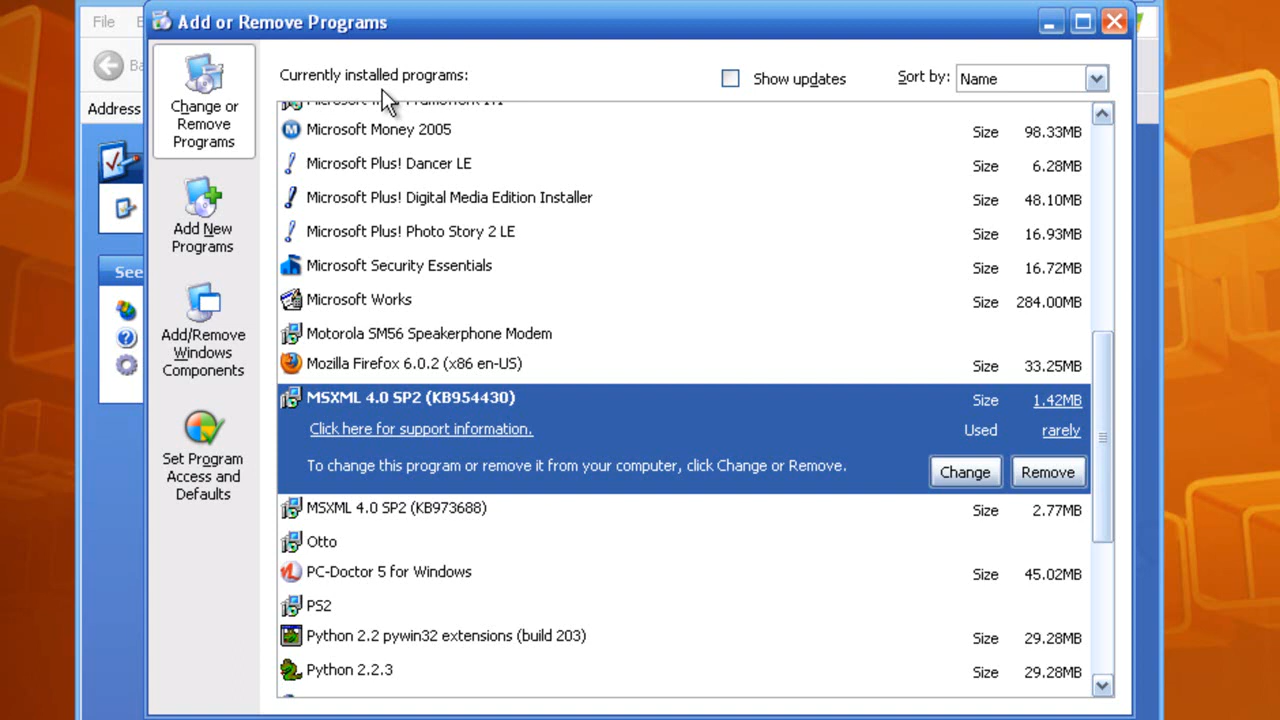 File
Add or Remove Programs
Address
See
Change or
Remove
Programs
Add New
Programs
Add/Remove
Windows
Components
Set Program
Access and
Defaults
Currently installed programs:
Show updates
Sort by: Name
Microsoft Money 2005 Size 98.33MB
Microsoft Plus! Dancer LE Size 6.28MB
Microsoft Plus! Digital Media Edition Installer Size 48.10MB
Microsoft Plus! Photo Story 2 LE Size 16.93MB
Microsoft Security Essentials Size 16.72MB
Microsoft Works Size 284.00MB
Motorola SM56 Speakerphone Modem
Mozilla Firefox 6.0.2 (x86 en-US) Size 33.25MB
MSXML 4.0 SP2 (KB954430) Size 1.42MB
Click here for support information. Used rarely
To change this program or remove it from your computer, click Change or Remove. Change Remove
MSXML 4.0 SP2 (KB973688) Size 2.77MB
Otto
PC-Doctor 5 for Windows Size 45.02MB
PS2
Python 2.2 pywin32 extensions (build 203) Size 29.28MB
Python 2.2.3 Size 29.28MB